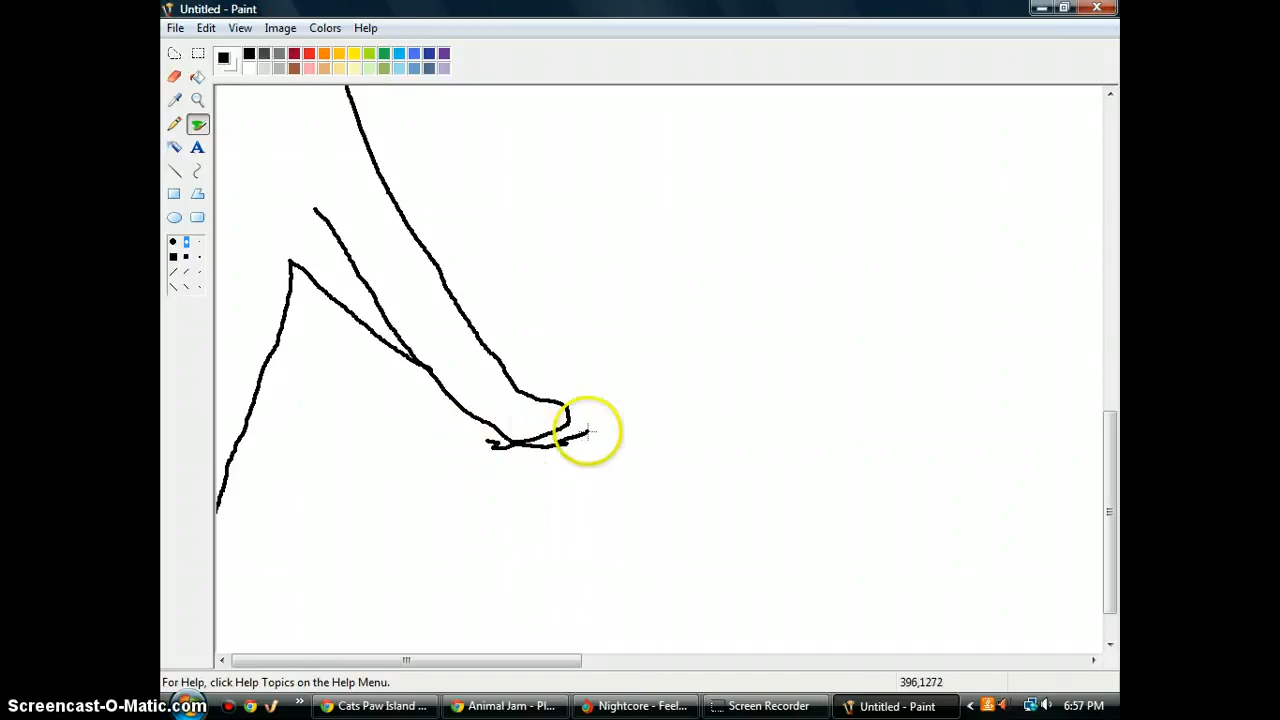 Untitled - Paint
File Edit View Image Colors Help
A
For Help, click Help Topics on the Help Menu.
396,1272
Screencast-O-Matic.com
Cats Paw Island ...
Animal Jam - Pl...
Nightcore - Feel...
Screen Recorder
Untitled - Paint
6:57 PM